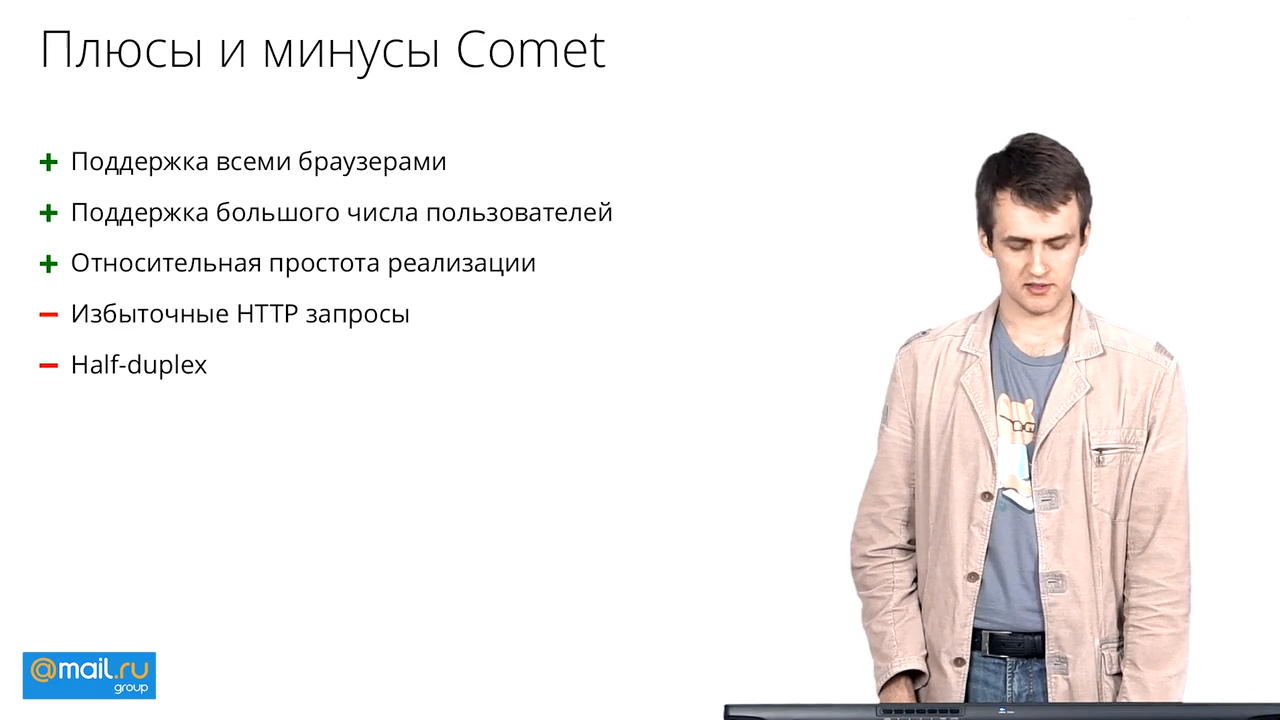 Плюсы и минусы Comet
+ Поддержка всеми браузерами
+ Поддержка большого числа пользователей
+ Относительная простота реализации
− Избыточные HTTP запросы
− Half-duplex
@mail.ru
group